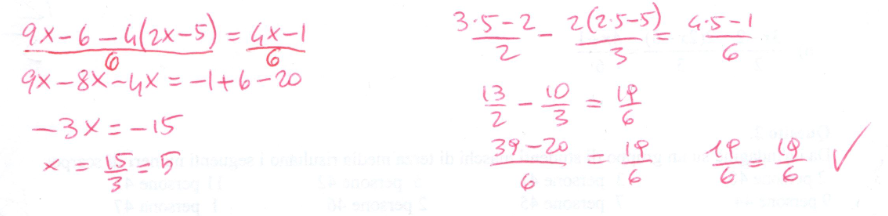 9x-6-4(2x-5)/6 = 4x-1/6
9x-8x-4x = -1+6-20
-3x = -15
x = 15/3 = 5
3·5-2/2 - 2(2·5-5)/3 = 4·5-1/6
13/2 - 10/3 = 19/6
39-20/6 = 19/6 19/6 = 19/6 ✓